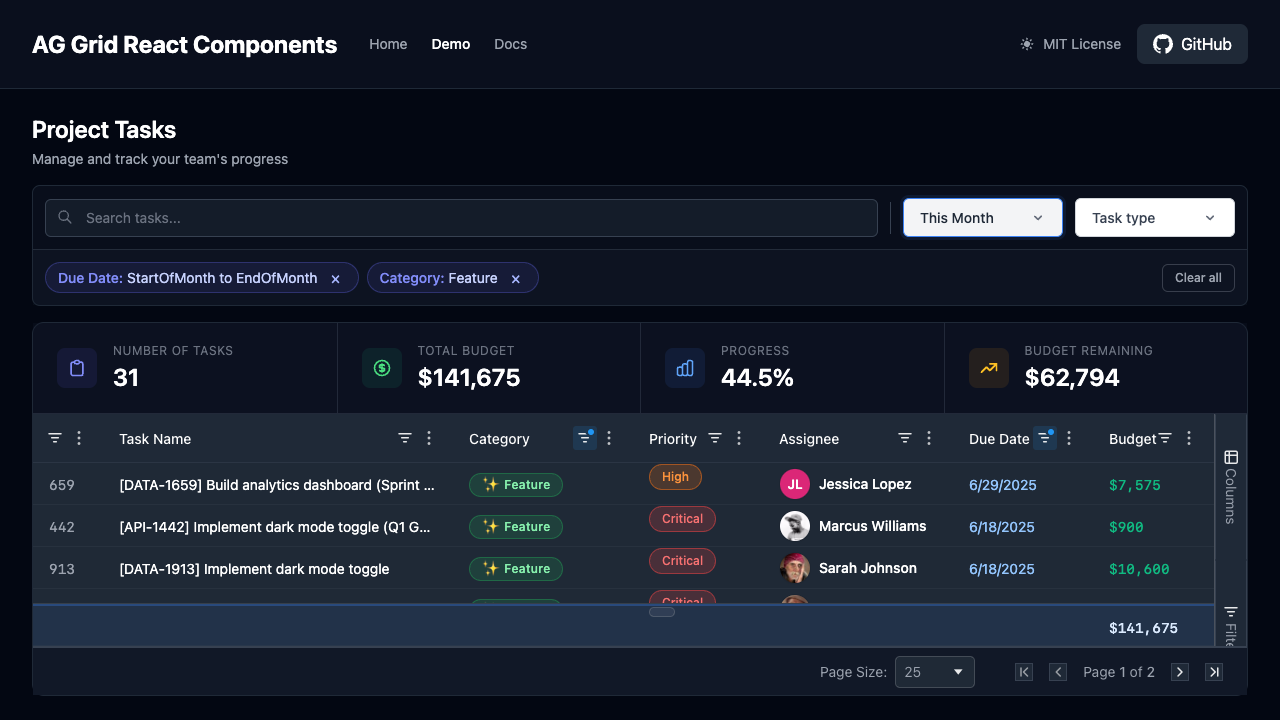 AG Grid React Components
Home
Demo
Docs
MIT License
GitHub
Project Tasks
Manage and track your team's progress
Search tasks...
This Month
Task type
Due Date: StartOfMonth to EndOfMonth ×
Category: Feature ×
Clear all
NUMBER OF TASKS
31
TOTAL BUDGET
$141,675
PROGRESS
44.5%
BUDGET REMAINING
$62,794
Task Name
Category
Priority
Assignee
Due Date
Budget
659
[DATA-1659] Build analytics dashboard (Sprint ...
✨ Feature
High
JL
Jessica Lopez
6/29/2025
$7,575
442
[API-1442] Implement dark mode toggle (Q1 G...
✨ Feature
Critical
Marcus Williams
6/18/2025
$900
913
[DATA-1913] Implement dark mode toggle
✨ Feature
Critical
Sarah Johnson
6/18/2025
$10,600
Critical
$141,675
Columns
Page Size:
25
Page 1 of 2